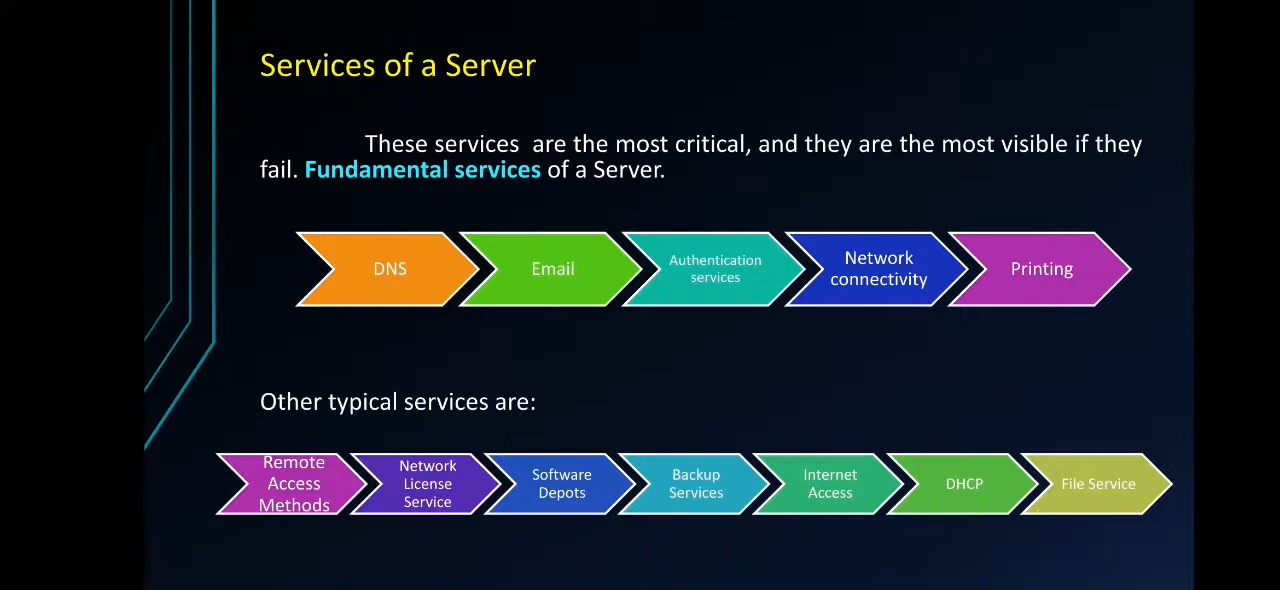 Services of a Server
These services  are the most critical, and they are the most visible if they
fail. Fundamental services of a Server.
DNS
Email
Authentication
services
Network
connectivity
Printing
Other typical services are:
Remote
Access
Methods
Network
License
Service
Software
Depots
Backup
Services
Internet
Access
DHCP
File Service